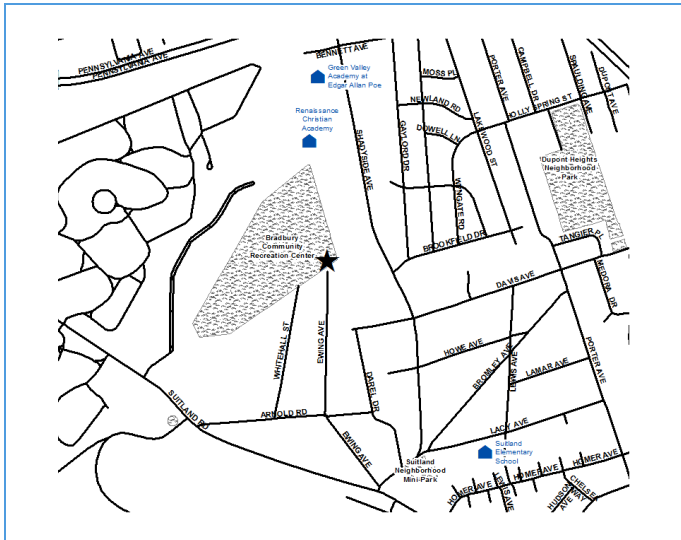 PENNSYLVANIA AVE
PENNSYLVANIA AVE
BENNETT AVE
Green Valley
Academy at
Edgar Allan Poe
MOSS PL
NEWLAND RD
DOWELL LN
PORTER AVE
CAMPBELL DR
SPAULDING AVE
DUPONT AVE
HOLLY SPRING ST
LAKEWOOD ST
Renaissance
Christian
Academy
SHADYSIDE AVE
GAYLORD DR
WINGATE RD
Dupont Heights
Neighborhood
Park
Bradbury
Community
Recreation Center
BROOKFIELD DR
TANGIER
DAVIS AVE
MEDORA DR
WHITEHALL ST
EWING AVE
HOWE AVE
BROMLEY AVE
LEWIS AVE
LAMAR AVE
PORTER AVE
DAREL DR
SUITLAND RD
ARNOLD RD
EWING AVE
LACY AVE
Suitland
Neighborhood
Mini-Park
Suitland
Elementary
School
HOMER AVE
HOMER AVE
HOMER AVE
LEWIS AVE
HUDSON
AVE
CHELSEA
WAY